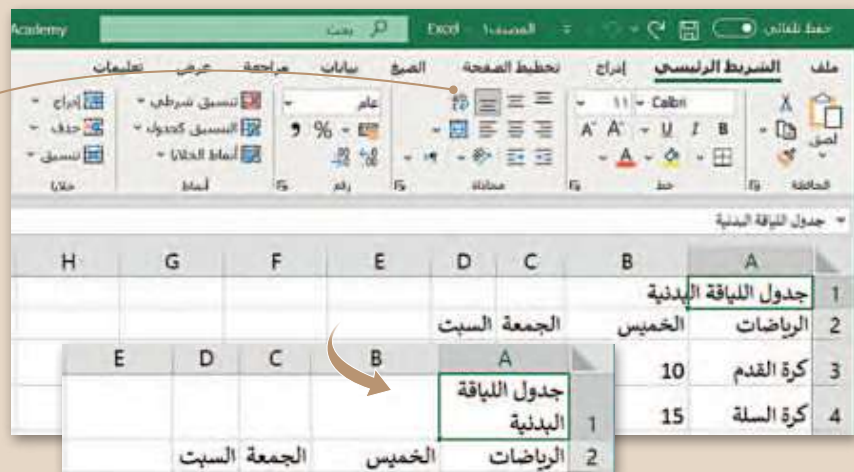 حفظ تلقائي المصنف١ - Excel بحث Academy
ملف الشريط الرئيسي إدراج تخطيط الصفحة الصيغ بيانات مراجعة عرض تعليمات
Calibri ١١ عام تنسيق شرطي إدراج
لصق B I U A A % , التنسيق كجدول حذف
A أنماط الخلايا تنسيق
الحافظة خط محاذاة رقم أنماط خلايا
جدول اللياقة البدنية
A B C D E F G H
1 جدول اللياقة البدنية
2 الرياضات الخميس الجمعة السبت
3 كرة القدم 10
4 كرة السلة 15
A B C D E
جدول اللياقة
1 البدنية
2 الرياضات الخميس الجمعة السبت